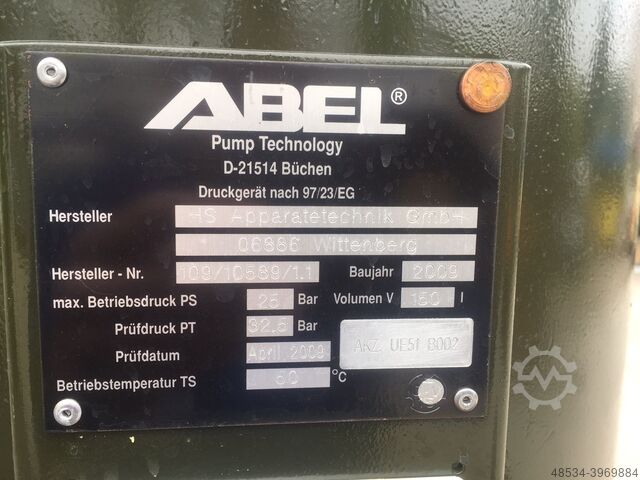 ABEL®
Pump Technology
D-21514 Büchen
Druckgerät nach 97/23/EG
Hersteller HS Apparatetechnik GmbH
06886 Wittenberg
Hersteller - Nr. 109/10589/1.1 Baujahr 2009
max. Betriebsdruck PS 25 Bar Volumen V 150 l
Prüfdruck PT 32.5 Bar
Prüfdatum April 2009
AKZ UE51 B002
Betriebstemperatur TS 60 °C
48534-3969884